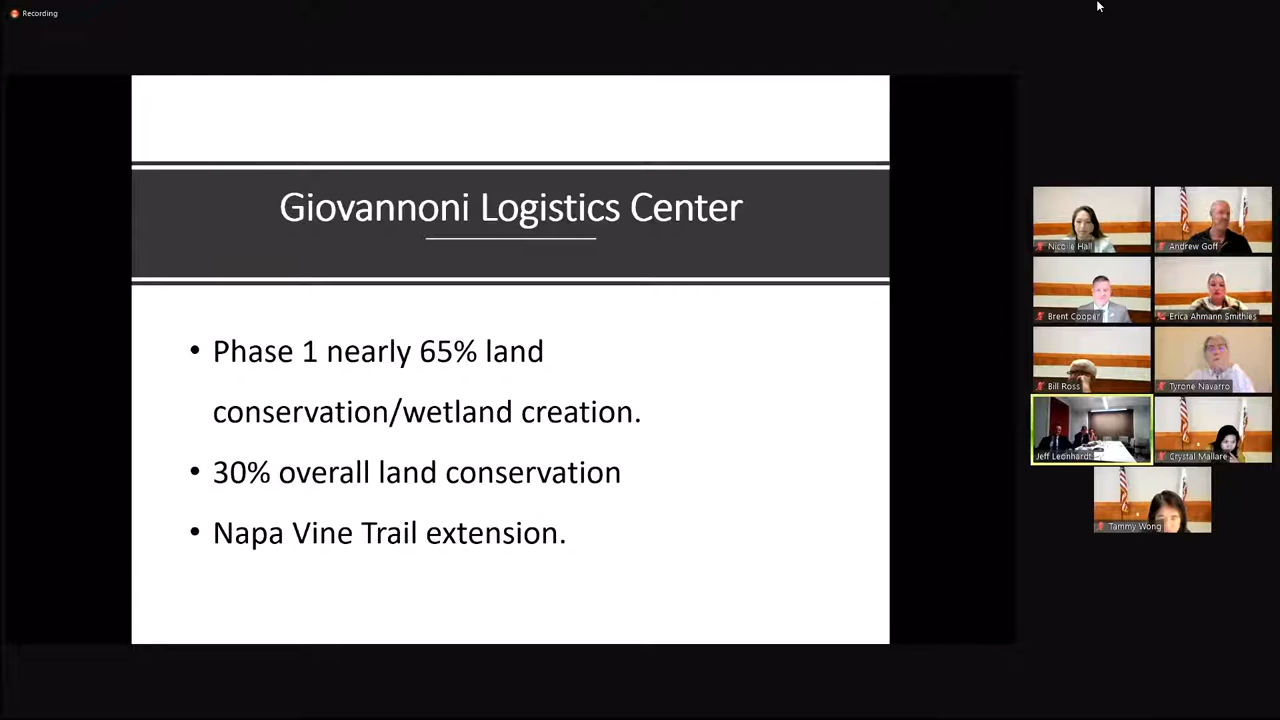 Recording
Giovannoni Logistics Center
• Phase 1 nearly 65% land
conservation/wetland creation.
• 30% overall land conservation
• Napa Vine Trail extension.
Nicolle Hall
Andrew Goff
Brent Cooper
Erica Ahmann Smithies
Bill Ross
Tyrone Navarro
Jeff Leonhardt
Crystal Mallare
Tammy Wong